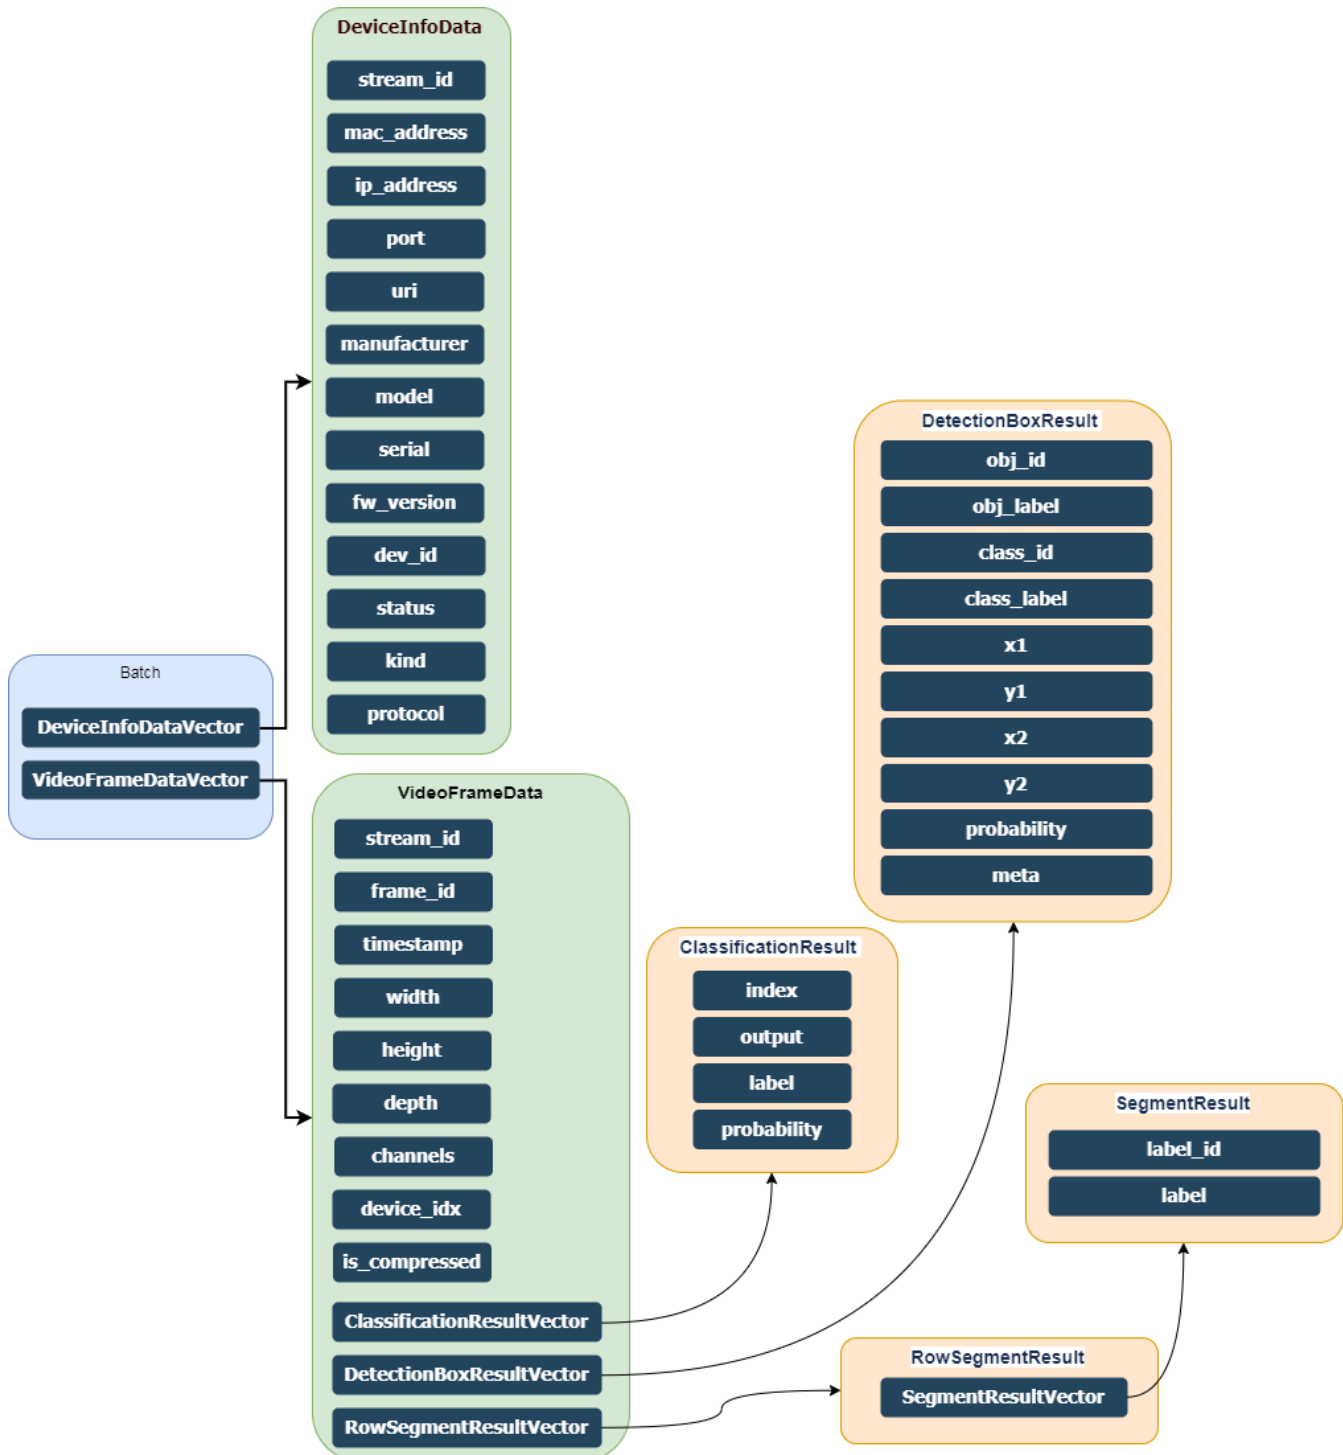 DeviceInfoData
stream_id
mac_address
ip_address
port
uri
manufacturer
model
serial
fw_version
dev_id
status
kind
protocol
Batch
DeviceInfoDataVector
VideoFrameDataVector
VideoFrameData
stream_id
frame_id
timestamp
width
height
depth
channels
device_idx
is_compressed
ClassificationResultVector
DetectionBoxResultVector
RowSegmentResultVector
ClassificationResult
index
output
label
probability
DetectionBoxResult
obj_id
obj_label
class_id
class_label
x1
y1
x2
y2
probability
meta
RowSegmentResult
SegmentResultVector
SegmentResult
label_id
label